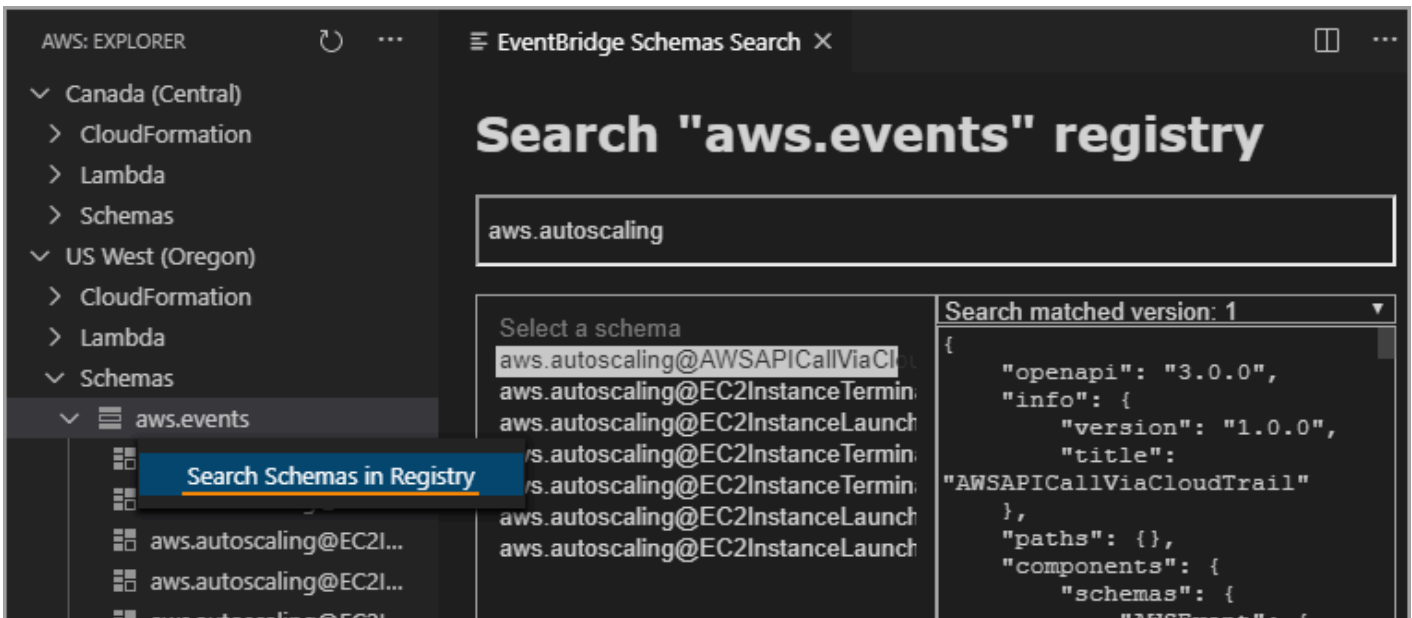 AWS: EXPLORER
Canada (Central)
CloudFormation
Lambda
Schemas
US West (Oregon)
CloudFormation
Lambda
Schemas
aws.events
Search Schemas in Registry
aws.autoscaling@EC2I...
aws.autoscaling@EC2I...
EventBridge Schemas Search
Search "aws.events" registry
aws.autoscaling
Select a schema
aws.autoscaling@AWSAPICallViaClou
aws.autoscaling@EC2InstanceTermin
aws.autoscaling@EC2InstanceLaunch
vs.autoscaling@EC2InstanceTermin
vs.autoscaling@EC2InstanceTermin
aws.autoscaling@EC2InstanceLaunch
aws.autoscaling@EC2InstanceLaunch
Search matched version: 1
{
"openapi": "3.0.0",
"info": {
"version": "1.0.0",
"title":
"AWSAPICallViaCloudTrail"
},
"paths": {},
"components": {
"schemas": {